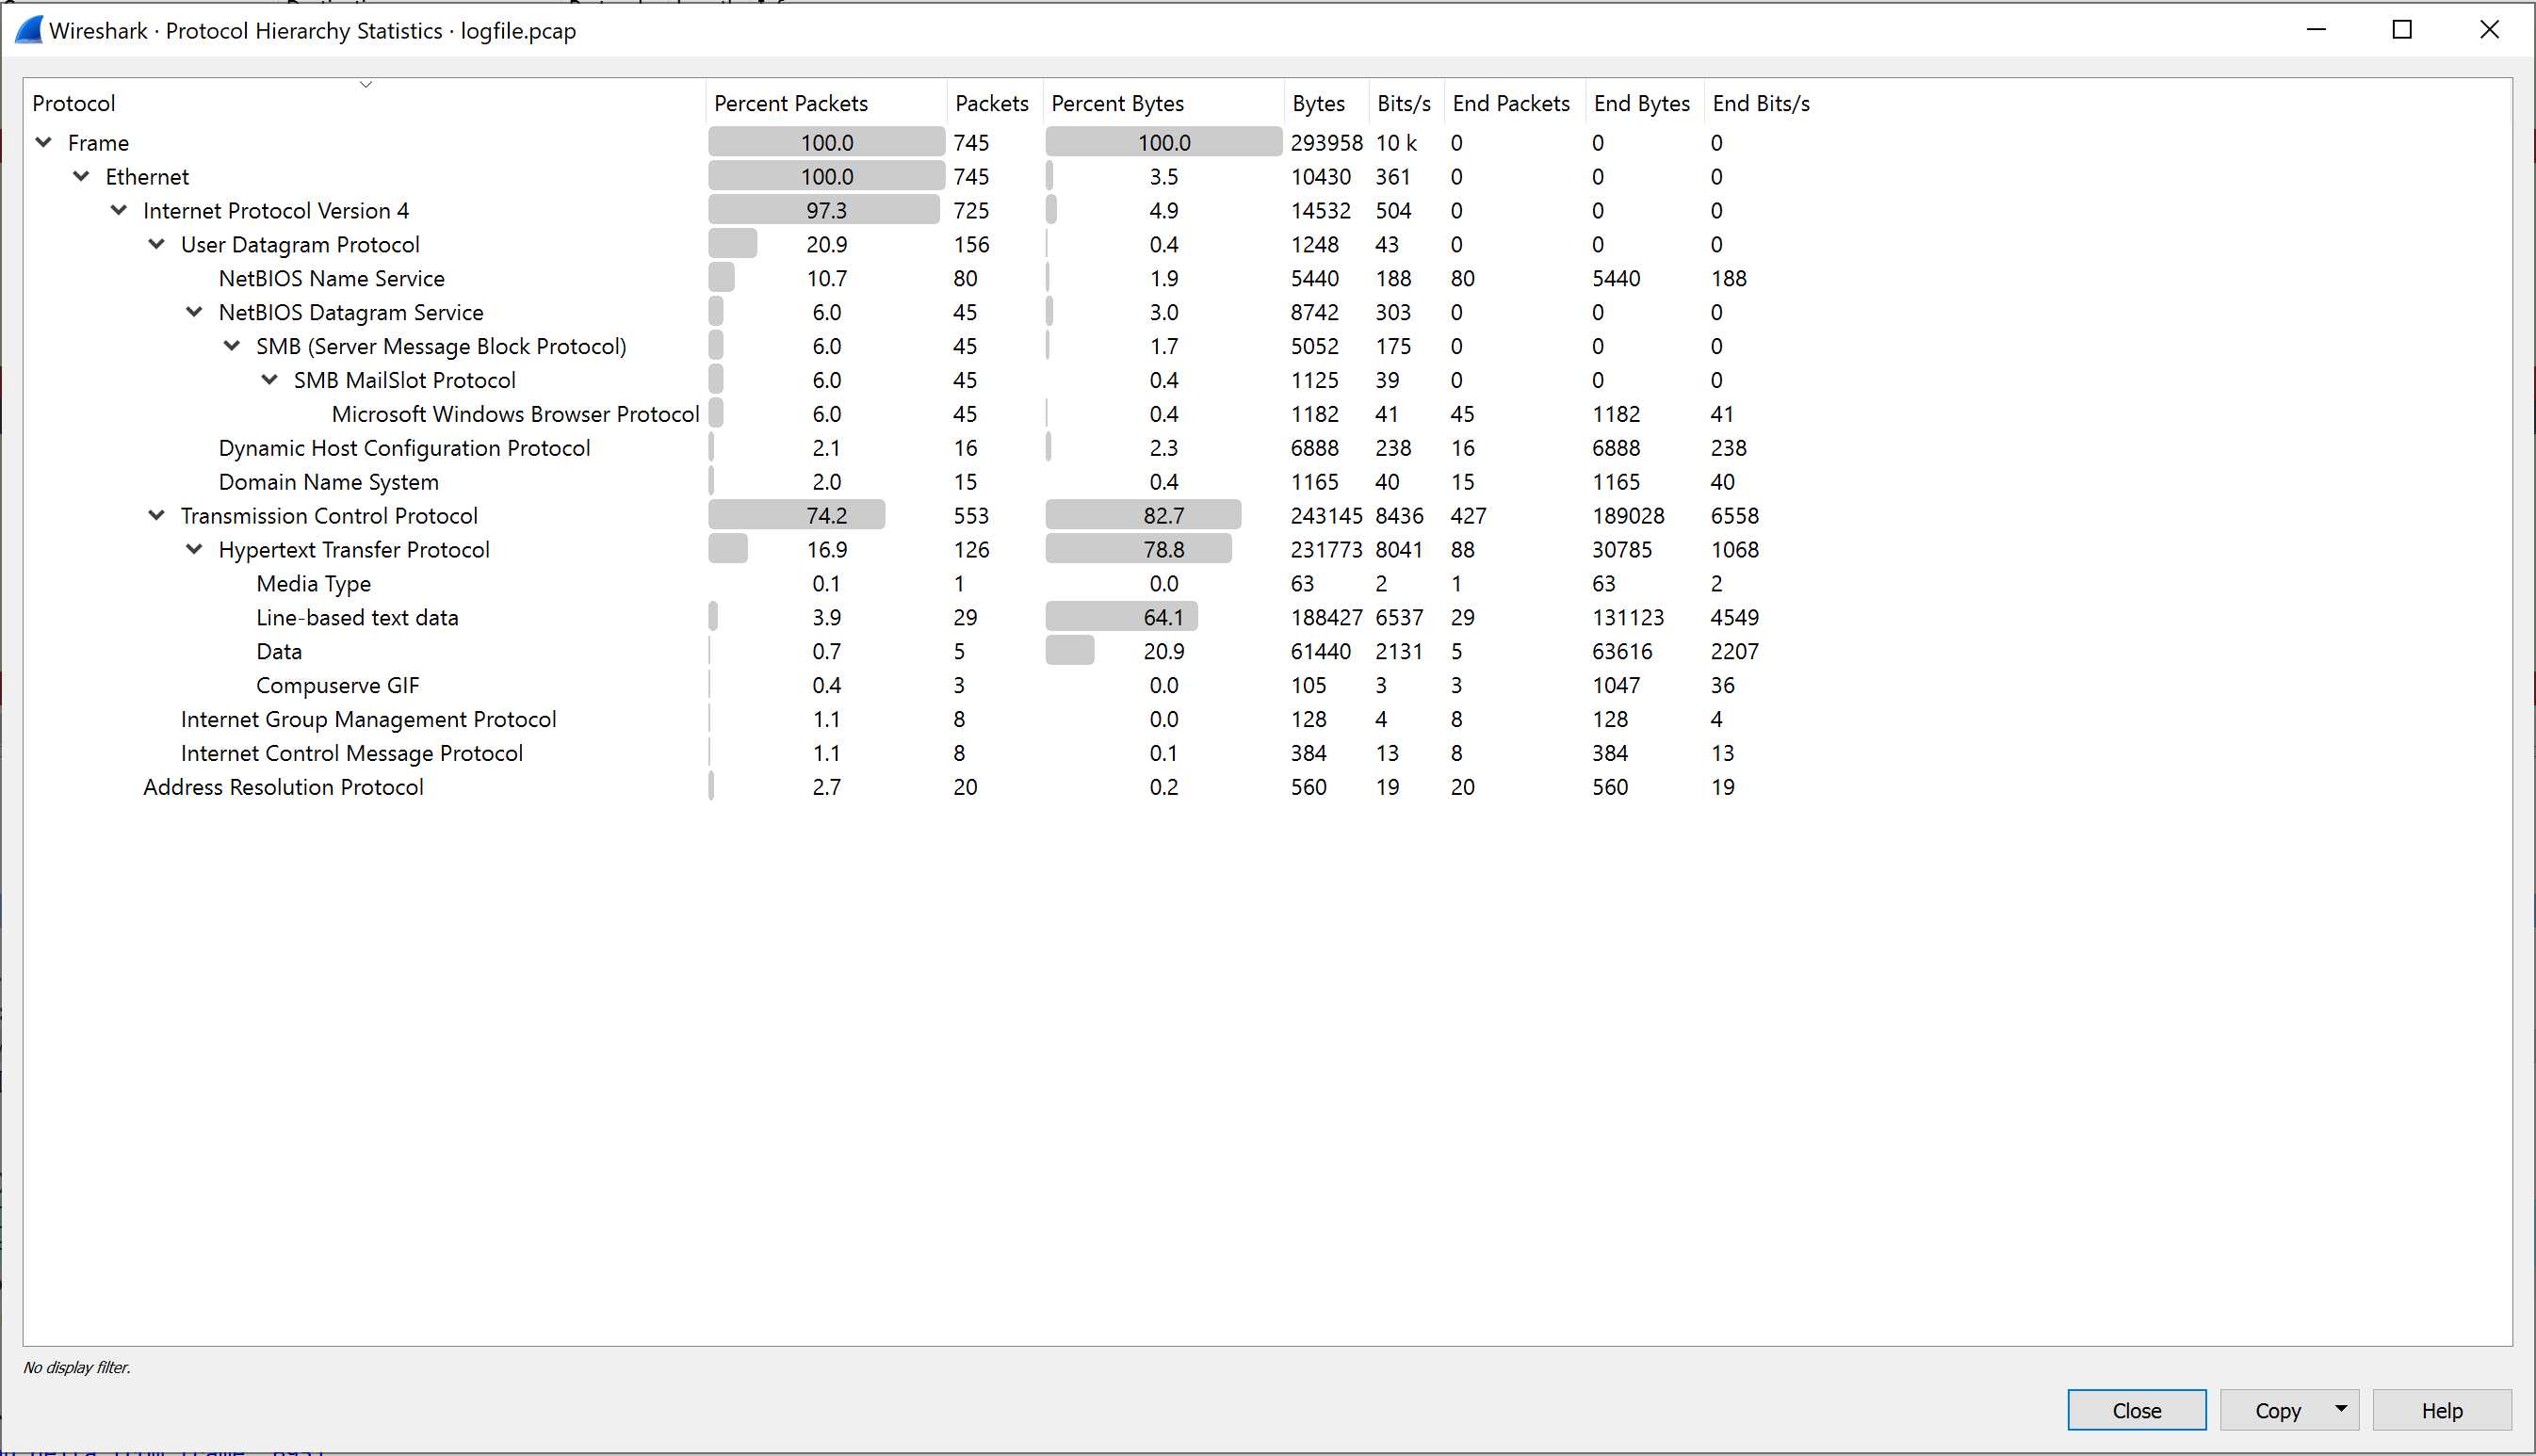 Wireshark · Protocol Hierarchy Statistics · logfile.pcap
Protocol Percent Packets Packets Percent Bytes Bytes Bits/s End Packets End Bytes End Bits/s
Frame 100.0 745 100.0 293958 10 k 0 0 0
Ethernet 100.0 745 3.5 10430 361 0 0 0
Internet Protocol Version 4 97.3 725 4.9 14532 504 0 0 0
User Datagram Protocol 20.9 156 0.4 1248 43 0 0 0
NetBIOS Name Service 10.7 80 1.9 5440 188 80 5440 188
NetBIOS Datagram Service 6.0 45 3.0 8742 303 0 0 0
SMB (Server Message Block Protocol) 6.0 45 1.7 5052 175 0 0 0
SMB MailSlot Protocol 6.0 45 0.4 1125 39 0 0 0
Microsoft Windows Browser Protocol 6.0 45 0.4 1182 41 45 1182 41
Dynamic Host Configuration Protocol 2.1 16 2.3 6888 238 16 6888 238
Domain Name System 2.0 15 0.4 1165 40 15 1165 40
Transmission Control Protocol 74.2 553 82.7 243145 8436 427 189028 6558
Hypertext Transfer Protocol 16.9 126 78.8 231773 8041 88 30785 1068
Media Type 0.1 1 0.0 63 2 1 63 2
Line-based text data 3.9 29 64.1 188427 6537 29 131123 4549
Data 0.7 5 20.9 61440 2131 5 63616 2207
Compuserve GIF 0.4 3 0.0 105 3 3 1047 36
Internet Group Management Protocol 1.1 8 0.0 128 4 8 128 4
Internet Control Message Protocol 1.1 8 0.1 384 13 8 384 13
Address Resolution Protocol 2.7 20 0.2 560 19 20 560 19
No display filter.
Close Copy Help